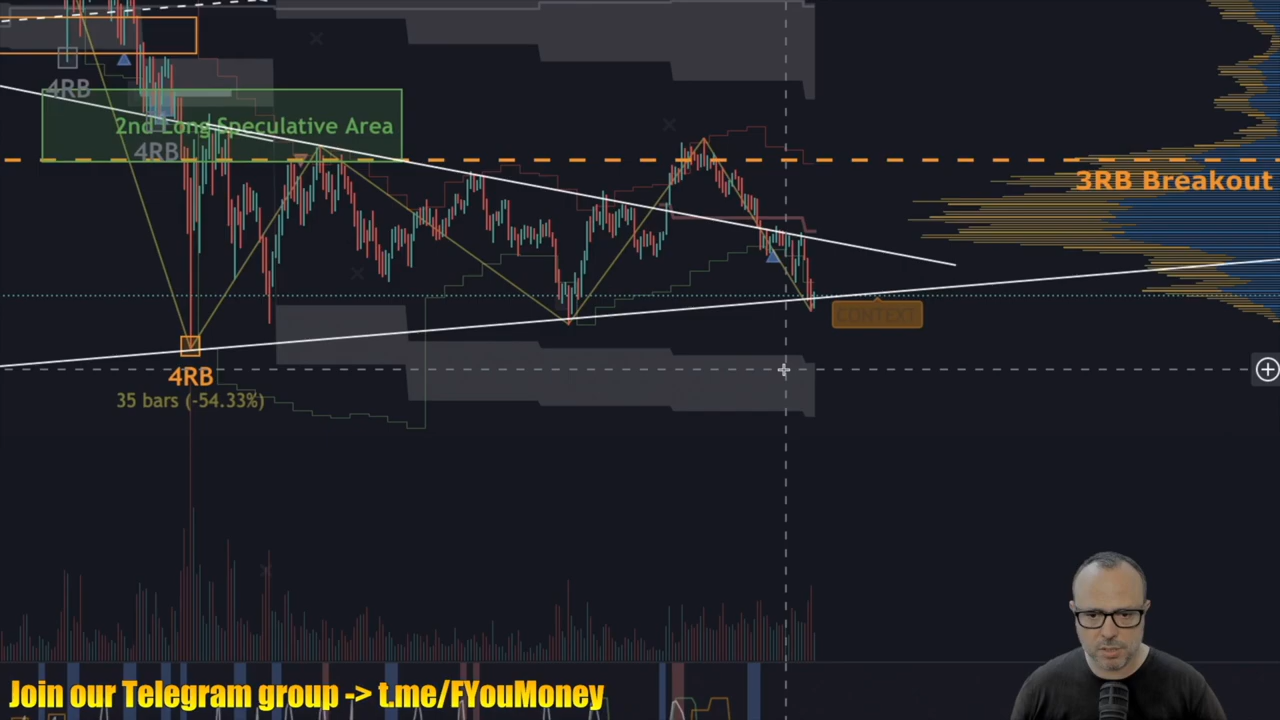 4RB
2nd Long Speculative Area
4RB
3RB Breakout
CONTEXT
4RB
35 bars (-54.33%)
Join our Telegram group -> t.me/FYouMoney